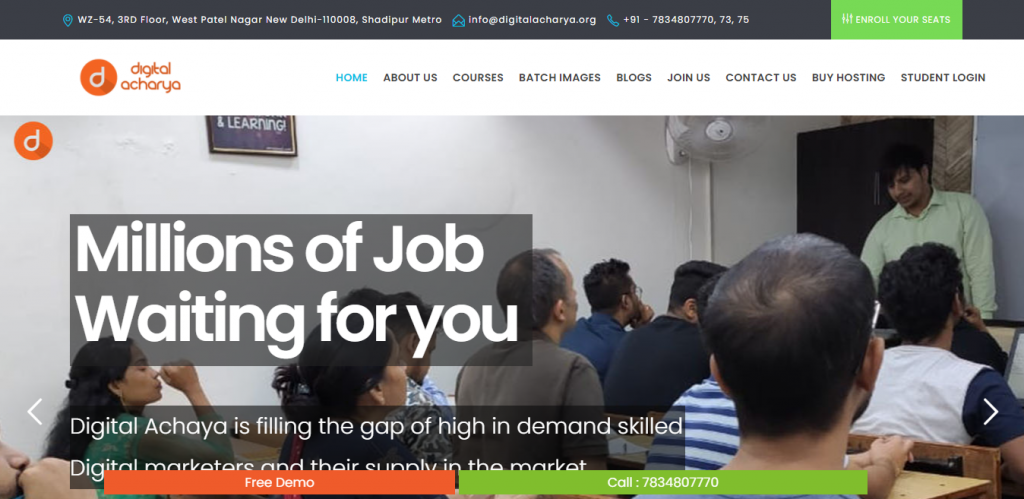 WZ-54, 3RD Floor, West Patel Nagar New Delhi-110008, Shadipur Metro info@digitalacharya.org +91 - 7834807770, 73, 75 ENROLL YOUR SEATS
digital
acharya
d
HOME ABOUT US COURSES BATCH IMAGES BLOGS JOIN US CONTACT US BUY HOSTING STUDENT LOGIN
d
& LEARNING!
Millions of Job
Waiting for you
Digital Achaya is filling the gap of high in demand skilled
Digital marketers and their supply in the market
Free Demo Call : 7834807770